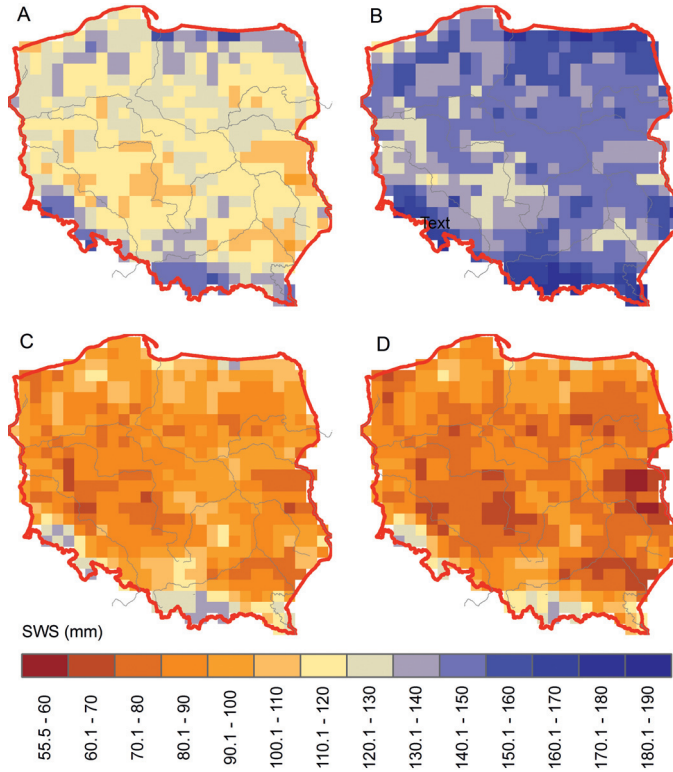 A
B
Text
C
D
SWS (mm)
55.5 - 60
60.1 - 70
70.1 - 80
80.1 - 90
90.1 - 100
100.1 - 110
110.1 - 120
120.1 - 130
130.1 - 140
140.1 - 150
150.1 - 160
160.1 - 170
170.1 - 180
180.1 - 190